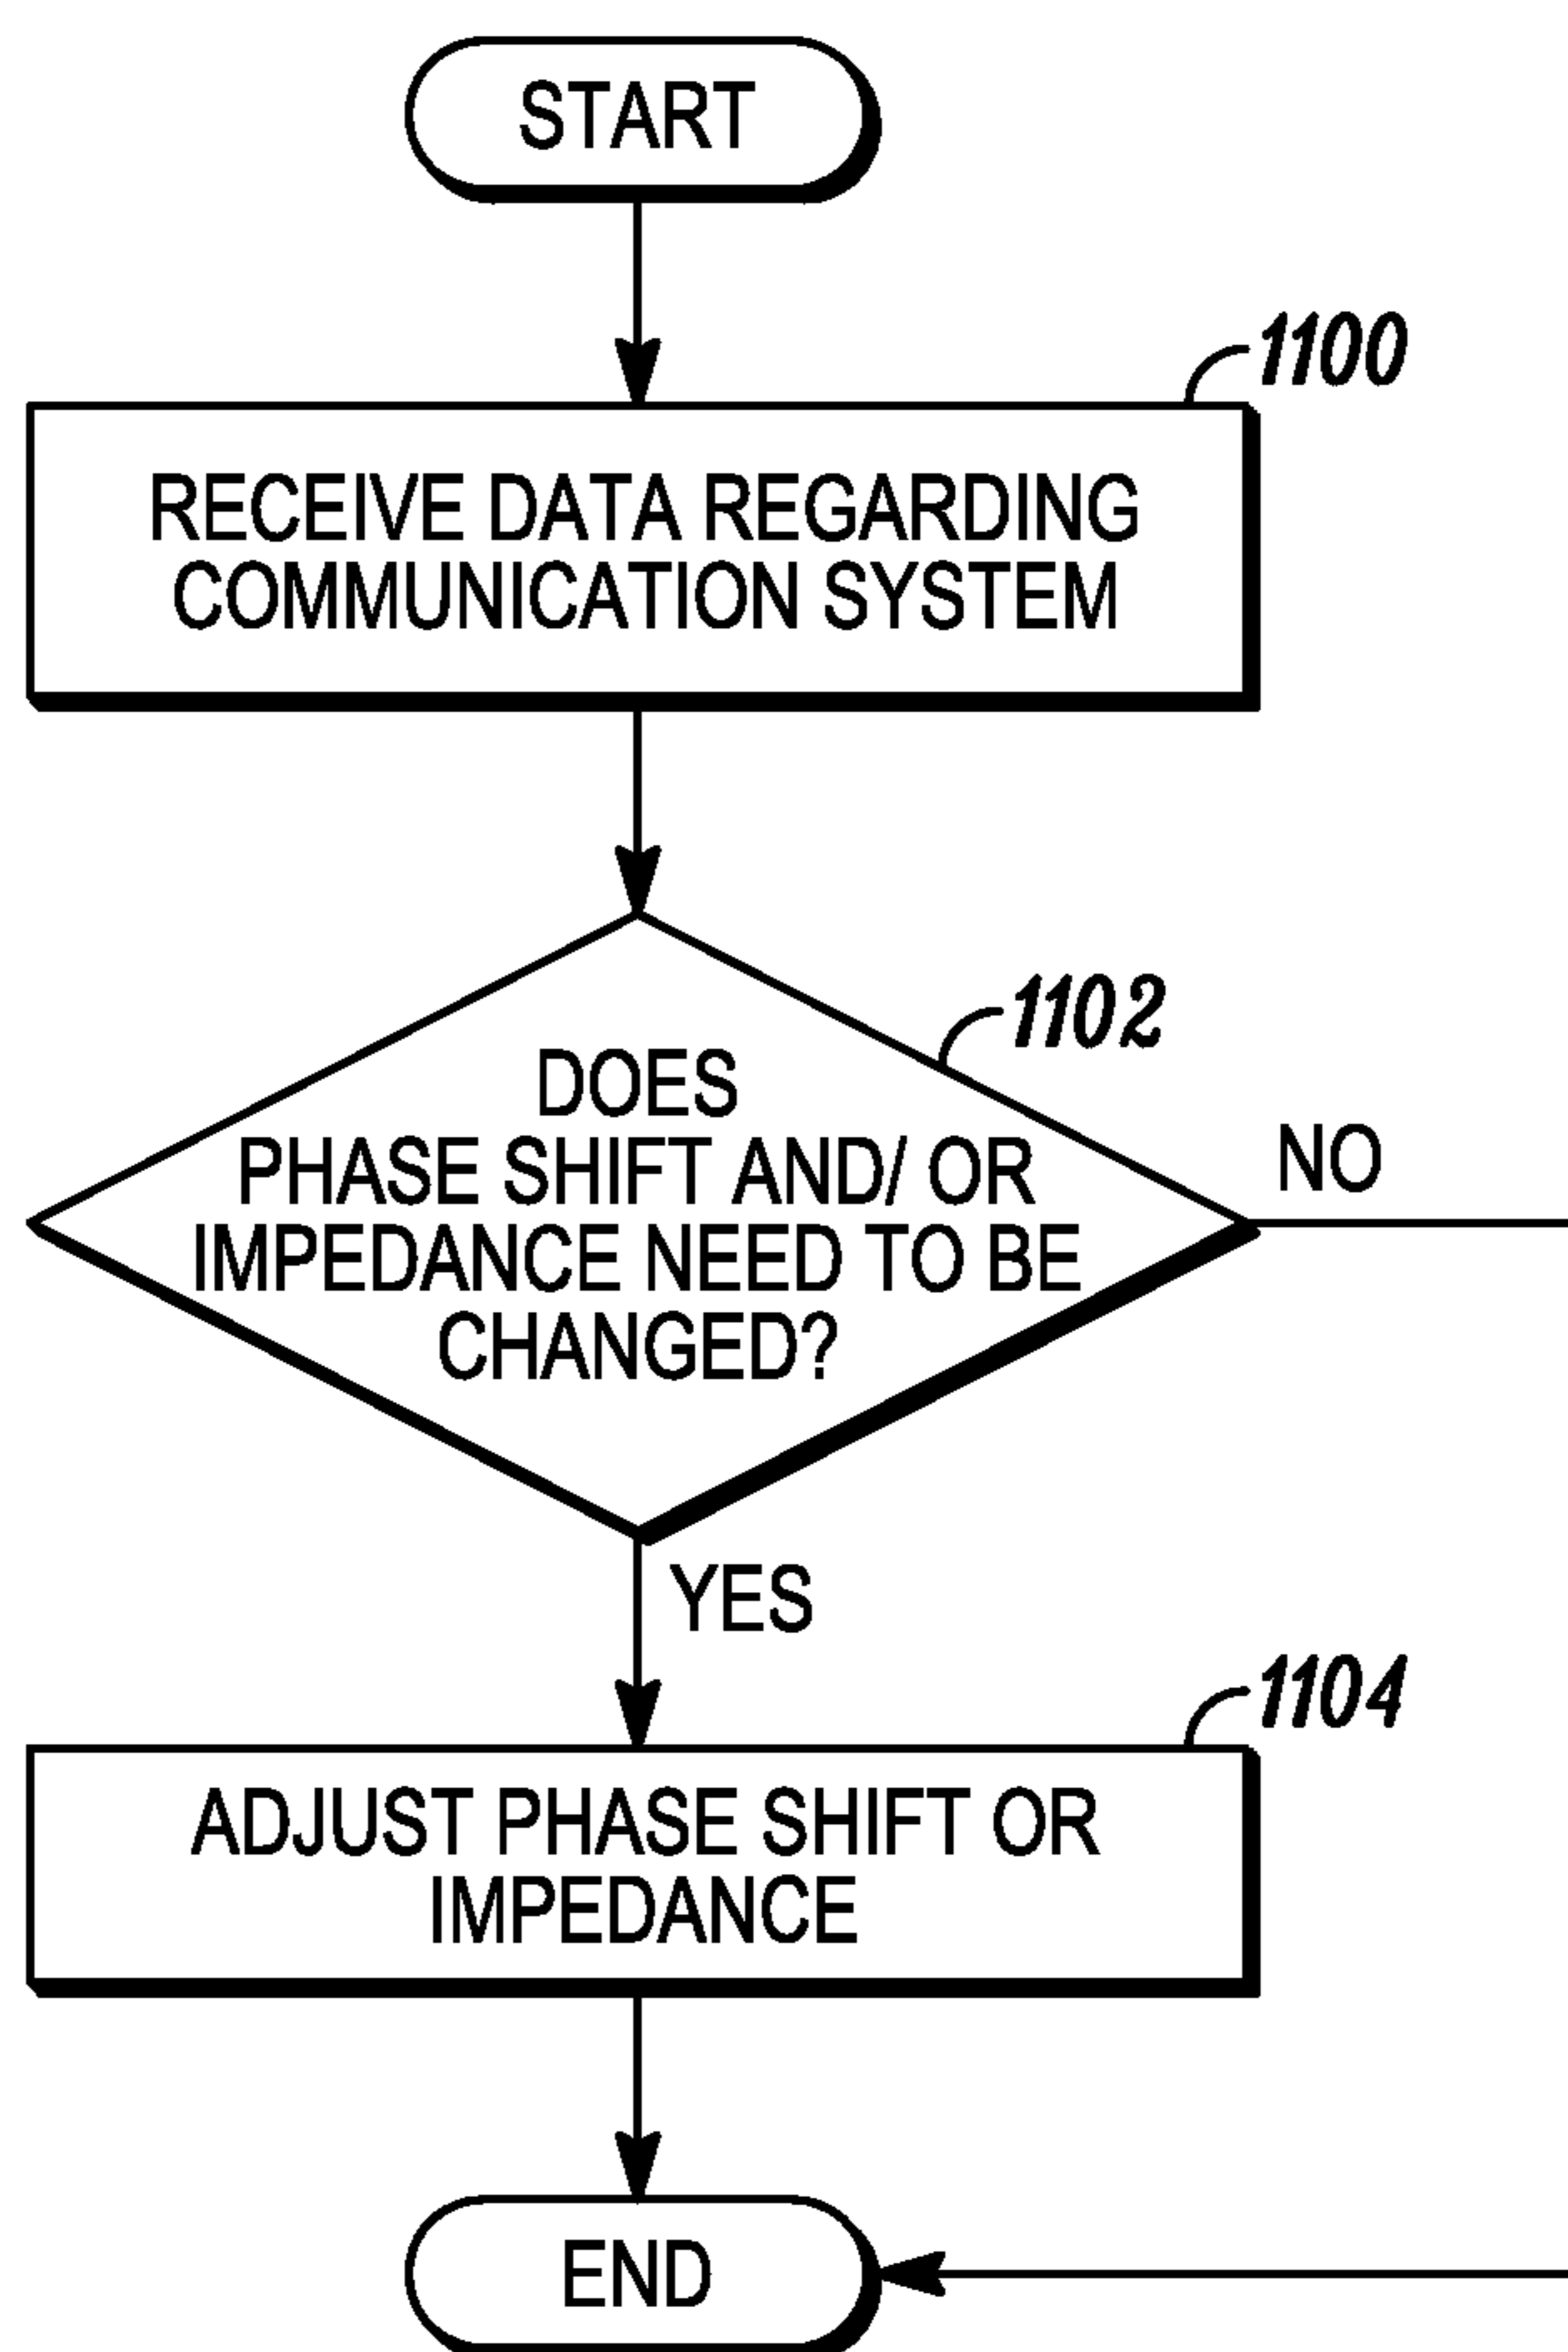 START
1100
RECEIVE DATA REGARDING
COMMUNICATION SYSTEM
1102
DOES
PHASE SHIFT AND/ OR
IMPEDANCE NEED TO BE
CHANGED?
NO
YES
1104
ADJUST PHASE SHIFT OR
IMPEDANCE
END